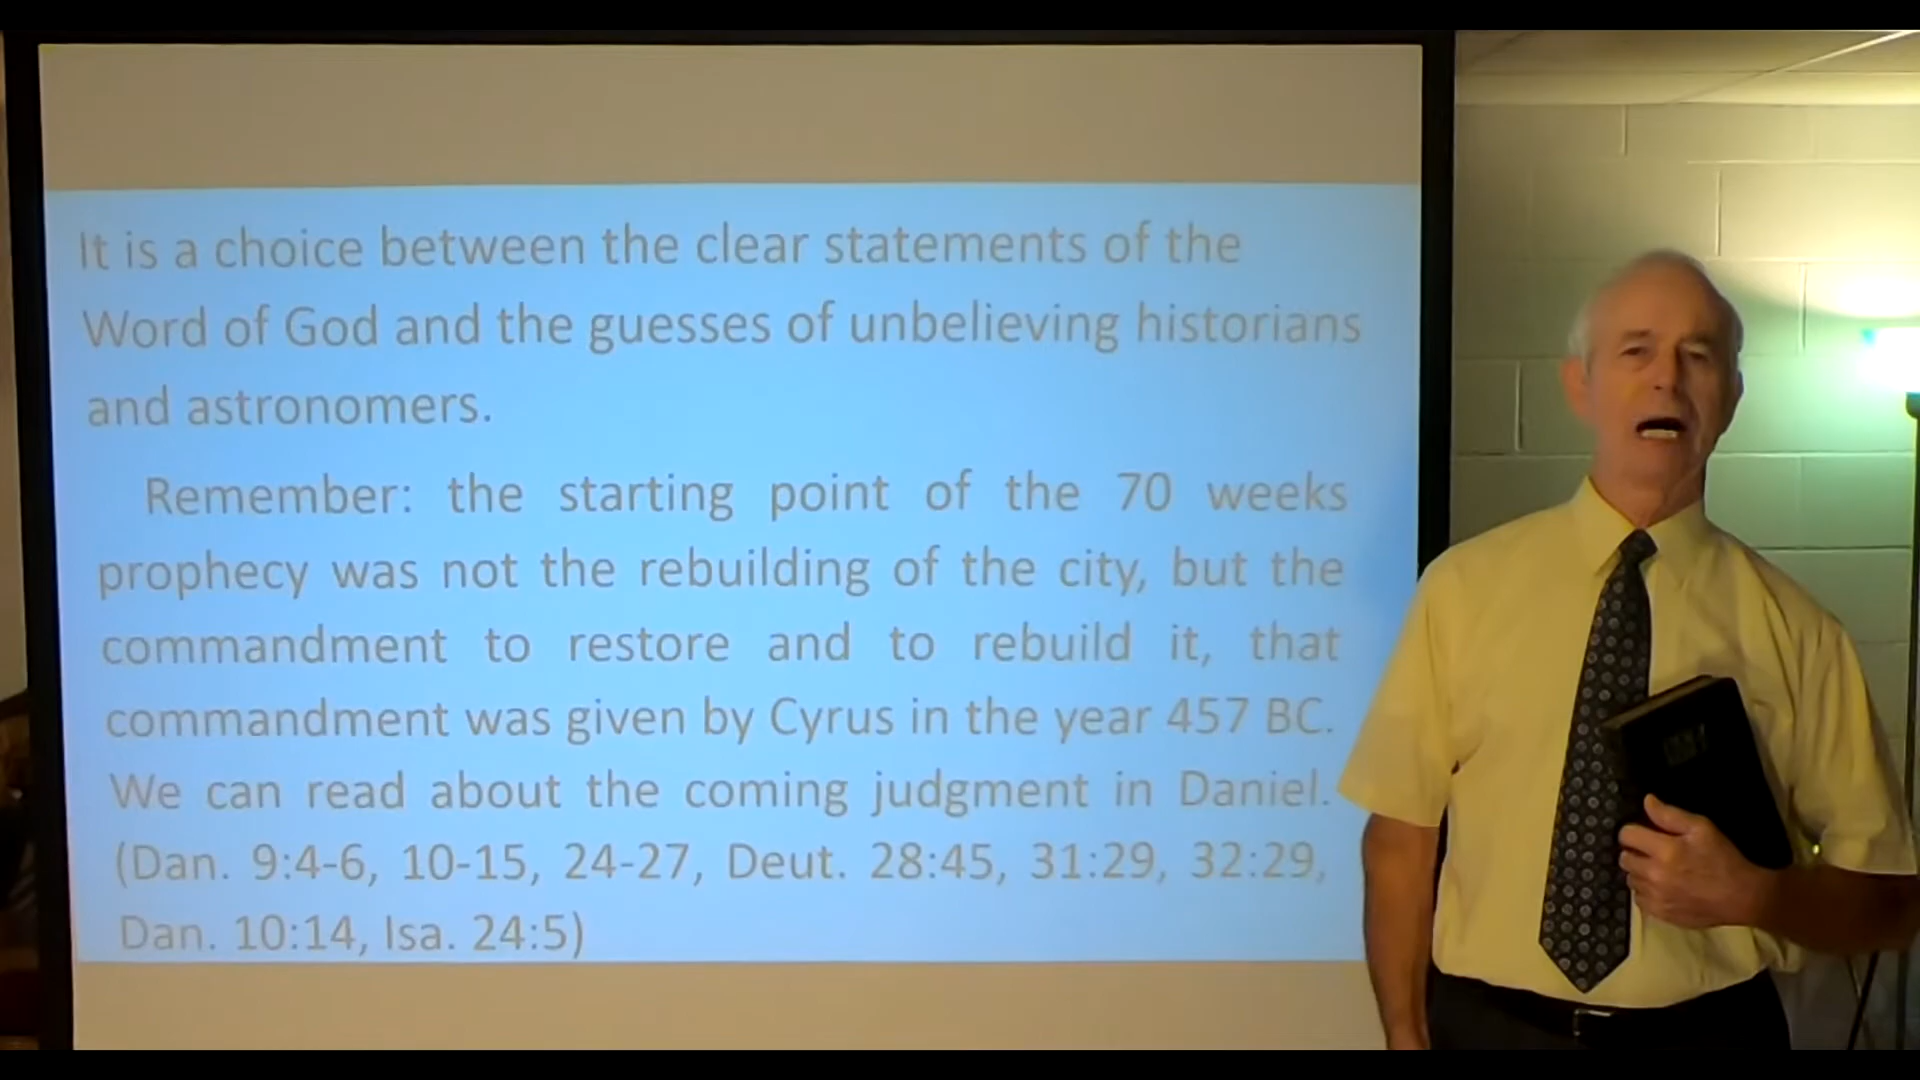 It is a choice between the clear statements of the
Word of God and the guesses of unbelieving historians
and astronomers.
Remember: the starting point of the 70 weeks
prophecy was not the rebuilding of the city, but the
commandment to restore and to rebuild it, that
commandment was given by Cyrus in the year 457 BC.
We can read about the coming judgment in Daniel.
(Dan. 9:4-6, 10-15, 24-27, Deut. 28:45, 31:29, 32:29,
Dan. 10:14, Isa. 24:5)